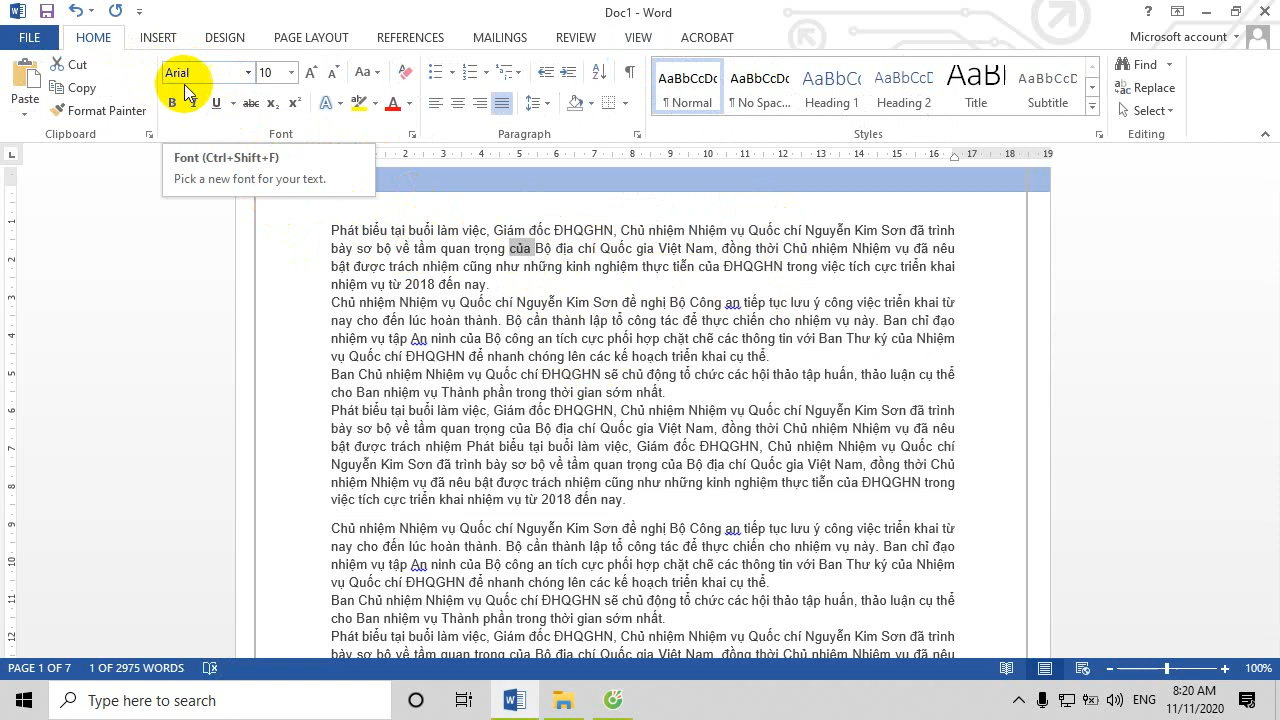 Doc1 - Word
FILE HOME INSERT DESIGN PAGE LAYOUT REFERENCES MAILINGS REVIEW VIEW ACROBAT Microsoft account
Paste
Cut
Copy
Format Painter
Clipboard
Arial 10
Font
Paragraph
AaBbCcDc AaBbCcDc AaBbCc AaBbCcD AaBl AaBbCcD
¶ Normal ¶ No Spac... Heading 1 Heading 2 Title Subtitle
Styles
Find
Replace
Select
Editing
Font (Ctrl+Shift+F)
Pick a new font for your text.
2 3 4 5 6 7 8 9 10 11 12 13 14 15 16 17 18 19
Phát biểu tại buổi làm việc, Giám đốc ĐHQGHN, Chủ nhiệm Nhiệm vụ Quốc chí Nguyễn Kim Sơn đã trình
bày sơ bộ về tầm quan trọng của Bộ địa chí Quốc gia Việt Nam, đồng thời Chủ nhiệm Nhiệm vụ đã nêu
bật được trách nhiệm cũng như những kinh nghiệm thực tiễn của ĐHQGHN trong việc tích cực triển khai
nhiệm vụ từ 2018 đến nay.
Chủ nhiệm Nhiệm vụ Quốc chí Nguyễn Kim Sơn đề nghị Bộ Công an tiếp tục lưu ý công việc triển khai từ
nay cho đến lúc hoàn thành. Bộ cần thành lập tổ công tác để thực chiến cho nhiệm vụ này. Ban chỉ đạo
nhiệm vụ tập An ninh của Bộ công an tích cực phối hợp chặt chẽ các thông tin với Ban Thư ký của Nhiệm
vụ Quốc chí ĐHQGHN để nhanh chóng lên các kế hoạch triển khai cụ thể.
Ban Chủ nhiệm Nhiệm vụ Quốc chí ĐHQGHN sẽ chủ động tổ chức các hội thảo tập huấn, thảo luận cụ thể
cho Ban nhiệm vụ Thành phần trong thời gian sớm nhất.
Phát biểu tại buổi làm việc, Giám đốc ĐHQGHN, Chủ nhiệm Nhiệm vụ Quốc chí Nguyễn Kim Sơn đã trình
bày sơ bộ về tầm quan trọng của Bộ địa chí Quốc gia Việt Nam, đồng thời Chủ nhiệm Nhiệm vụ đã nêu
bật được trách nhiệm Phát biểu tại buổi làm việc, Giám đốc ĐHQGHN, Chủ nhiệm Nhiệm vụ Quốc chí
Nguyễn Kim Sơn đã trình bày sơ bộ về tầm quan trọng của Bộ địa chí Quốc gia Việt Nam, đồng thời Chủ
nhiệm Nhiệm vụ đã nêu bật được trách nhiệm cũng như những kinh nghiệm thực tiễn của ĐHQGHN trong
việc tích cực triển khai nhiệm vụ từ 2018 đến nay.
Chủ nhiệm Nhiệm vụ Quốc chí Nguyễn Kim Sơn đề nghị Bộ Công an tiếp tục lưu ý công việc triển khai từ
nay cho đến lúc hoàn thành. Bộ cần thành lập tổ công tác để thực chiến cho nhiệm vụ này. Ban chỉ đạo
nhiệm vụ tập An ninh của Bộ công an tích cực phối hợp chặt chẽ các thông tin với Ban Thư ký của Nhiệm
vụ Quốc chí ĐHQGHN để nhanh chóng lên các kế hoạch triển khai cụ thể.
Ban Chủ nhiệm Nhiệm vụ Quốc chí ĐHQGHN sẽ chủ động tổ chức các hội thảo tập huấn, thảo luận cụ thể
cho Ban nhiệm vụ Thành phần trong thời gian sớm nhất.
Phát biểu tại buổi làm việc, Giám đốc ĐHQGHN, Chủ nhiệm Nhiệm vụ Quốc chí Nguyễn Kim Sơn đã trình
PAGE 1 OF 7 1 OF 2975 WORDS 100%
Type here to search
ENG
8:20 AM
11/11/2020